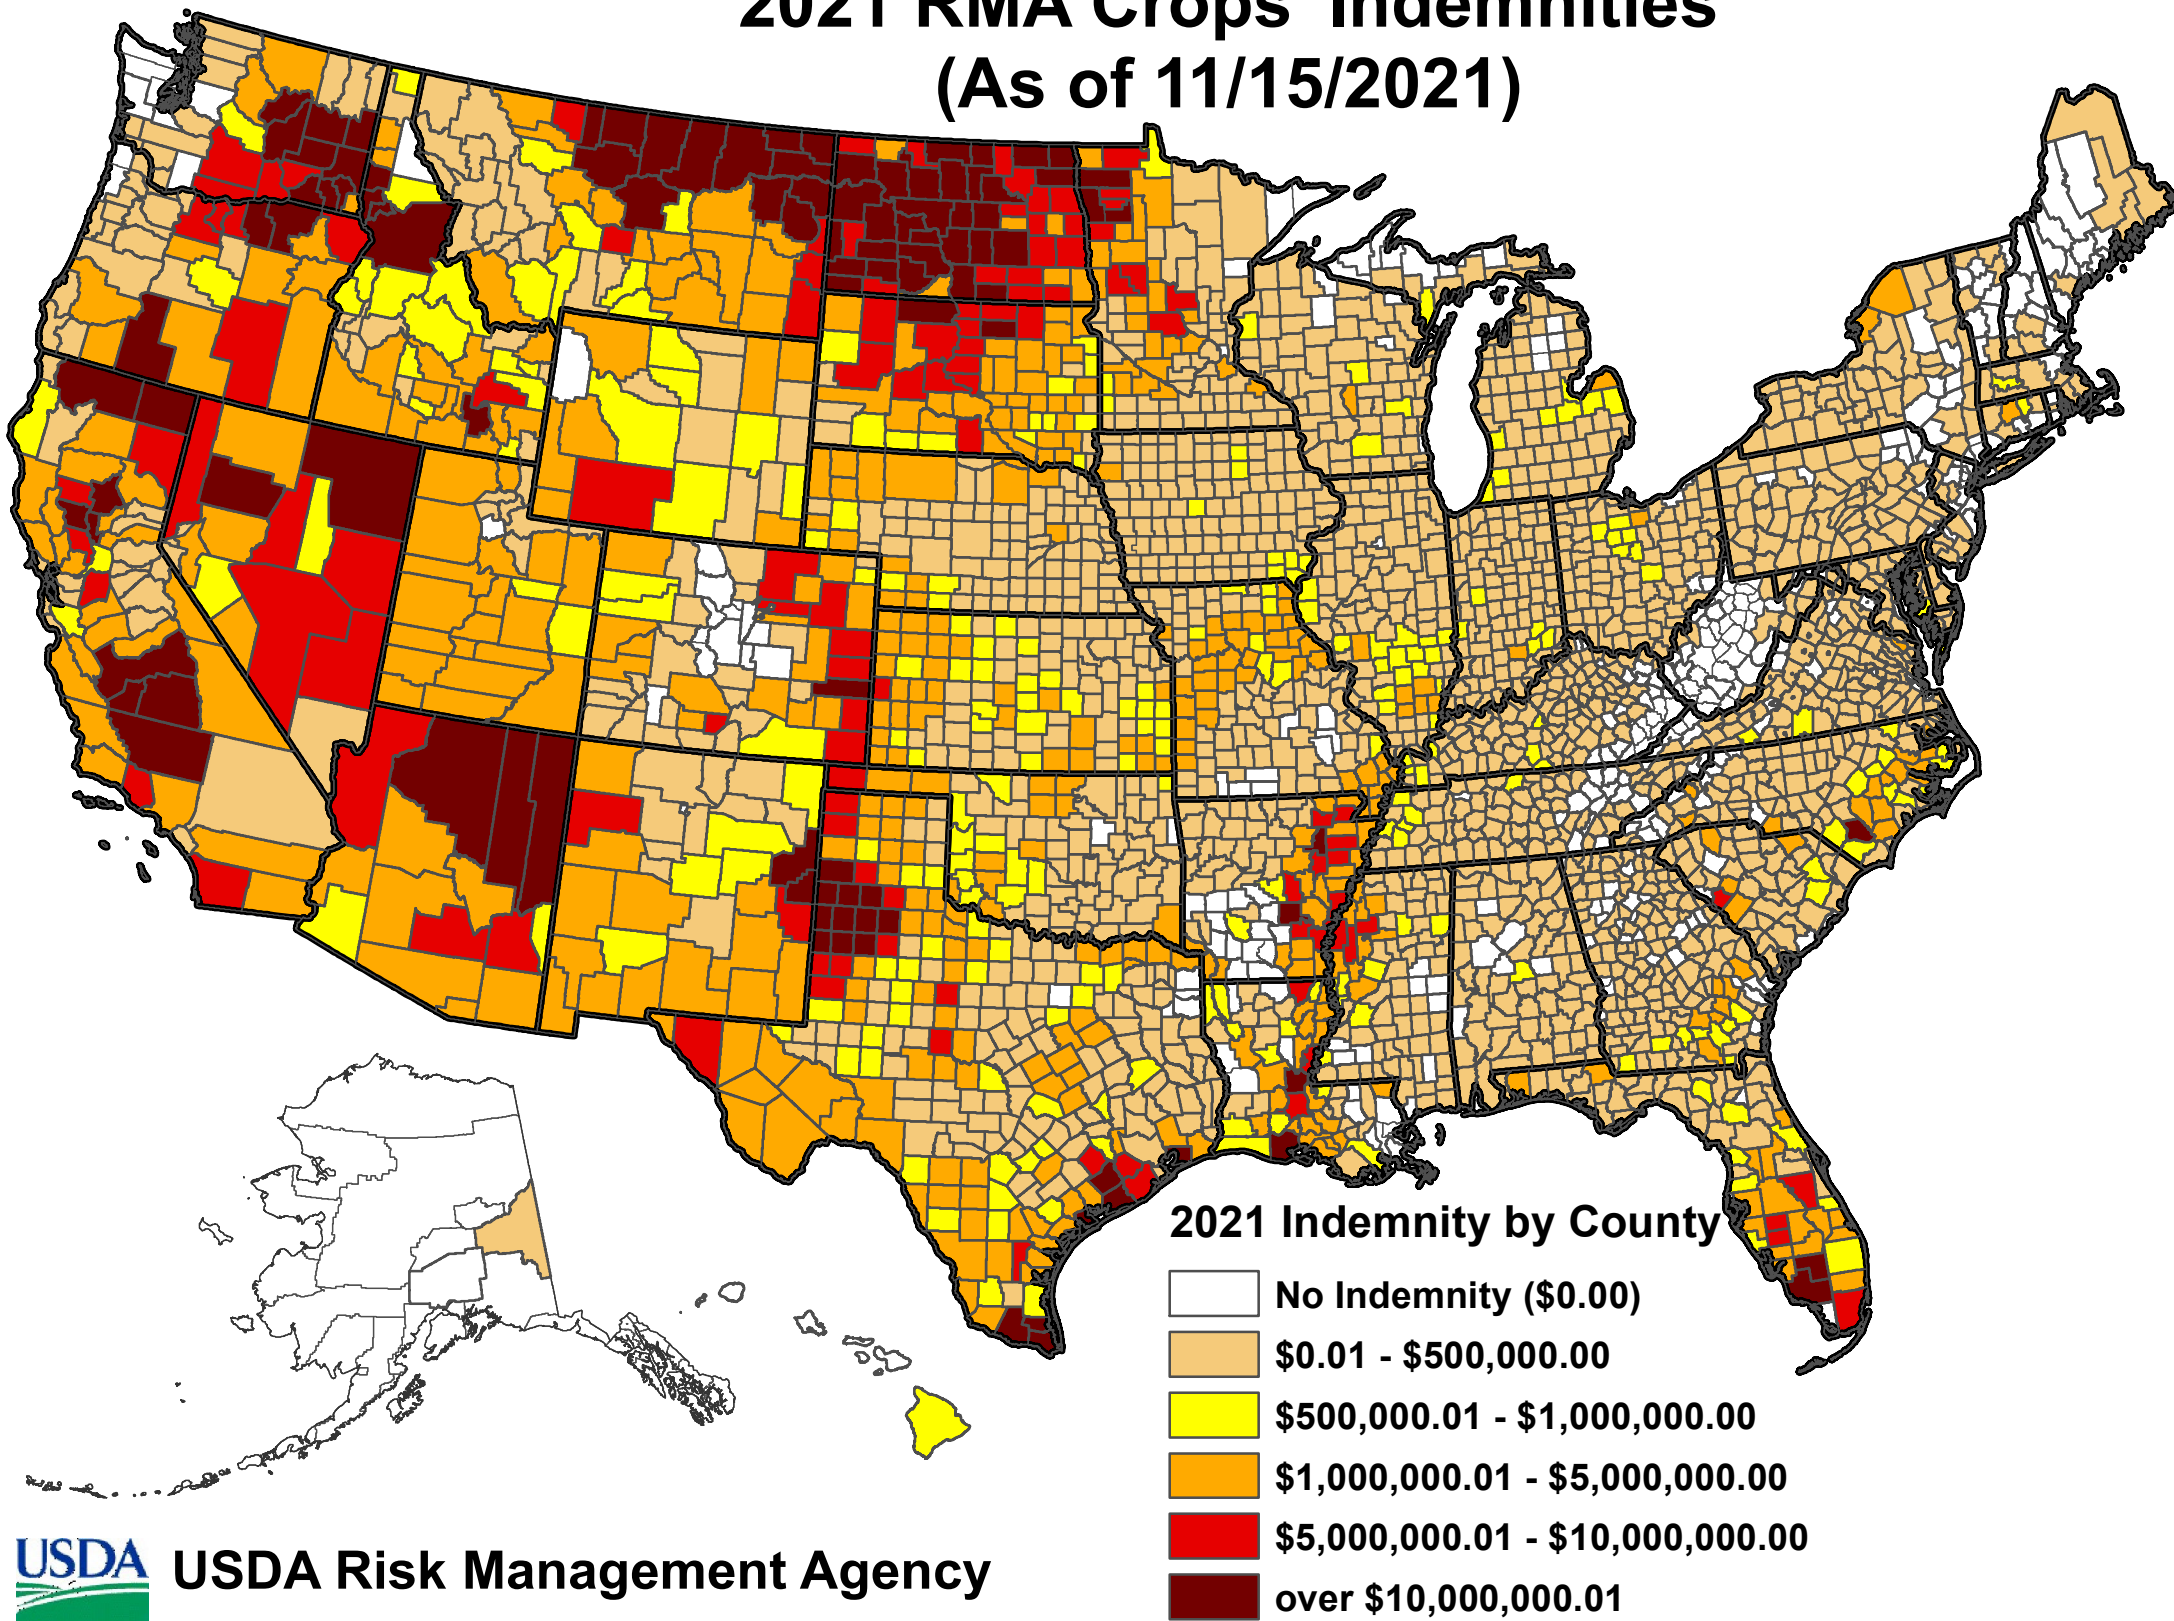 2021 RMA Crops' Indemnities
(As of 11/15/2021)
2021 Indemnity by County
No Indemnity ($0.00)
$0.01 - $500,000.00
$500,000.01 - $1,000,000.00
$1,000,000.01 - $5,000,000.00
$5,000,000.01 - $10,000,000.00
over $10,000,000.01
USDA
USDA Risk Management Agency